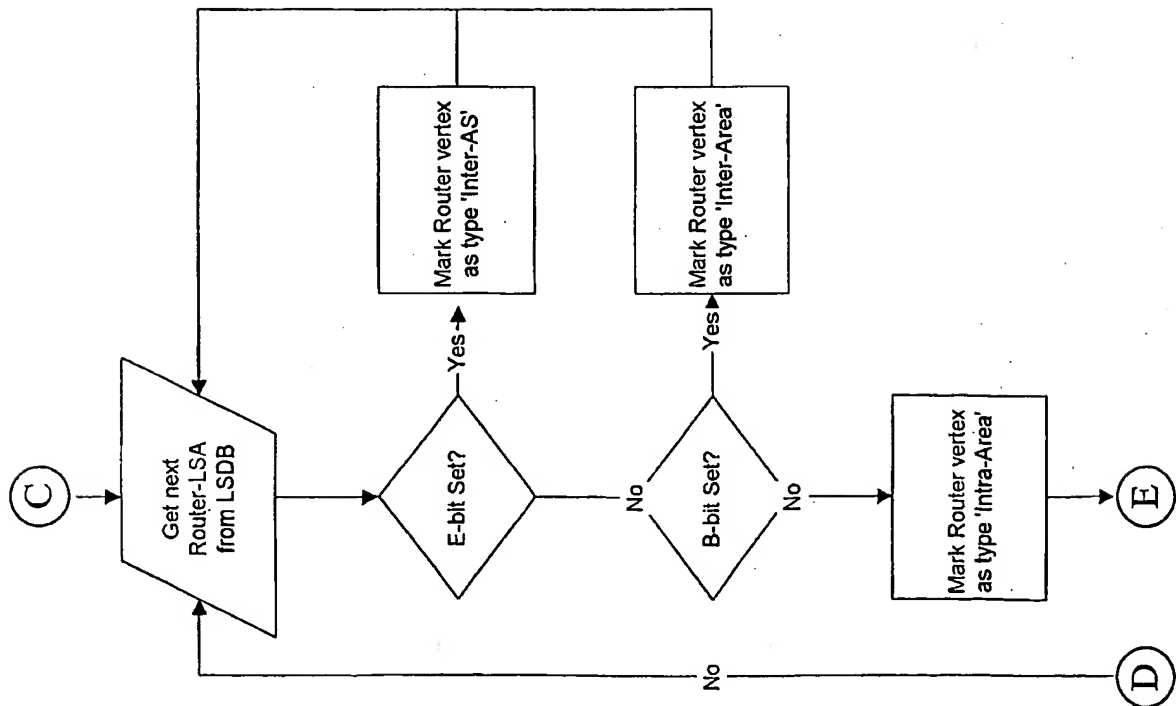 C
Get next
Router-LSA
from LSDB
E-bit Set?
Yes
Mark Router vertex
as type 'Inter-AS'
No
B-bit Set?
Yes
Mark Router vertex
as type 'Inter-Area'
No
Mark Router vertex
as type 'Intra-Area'
No
D
E